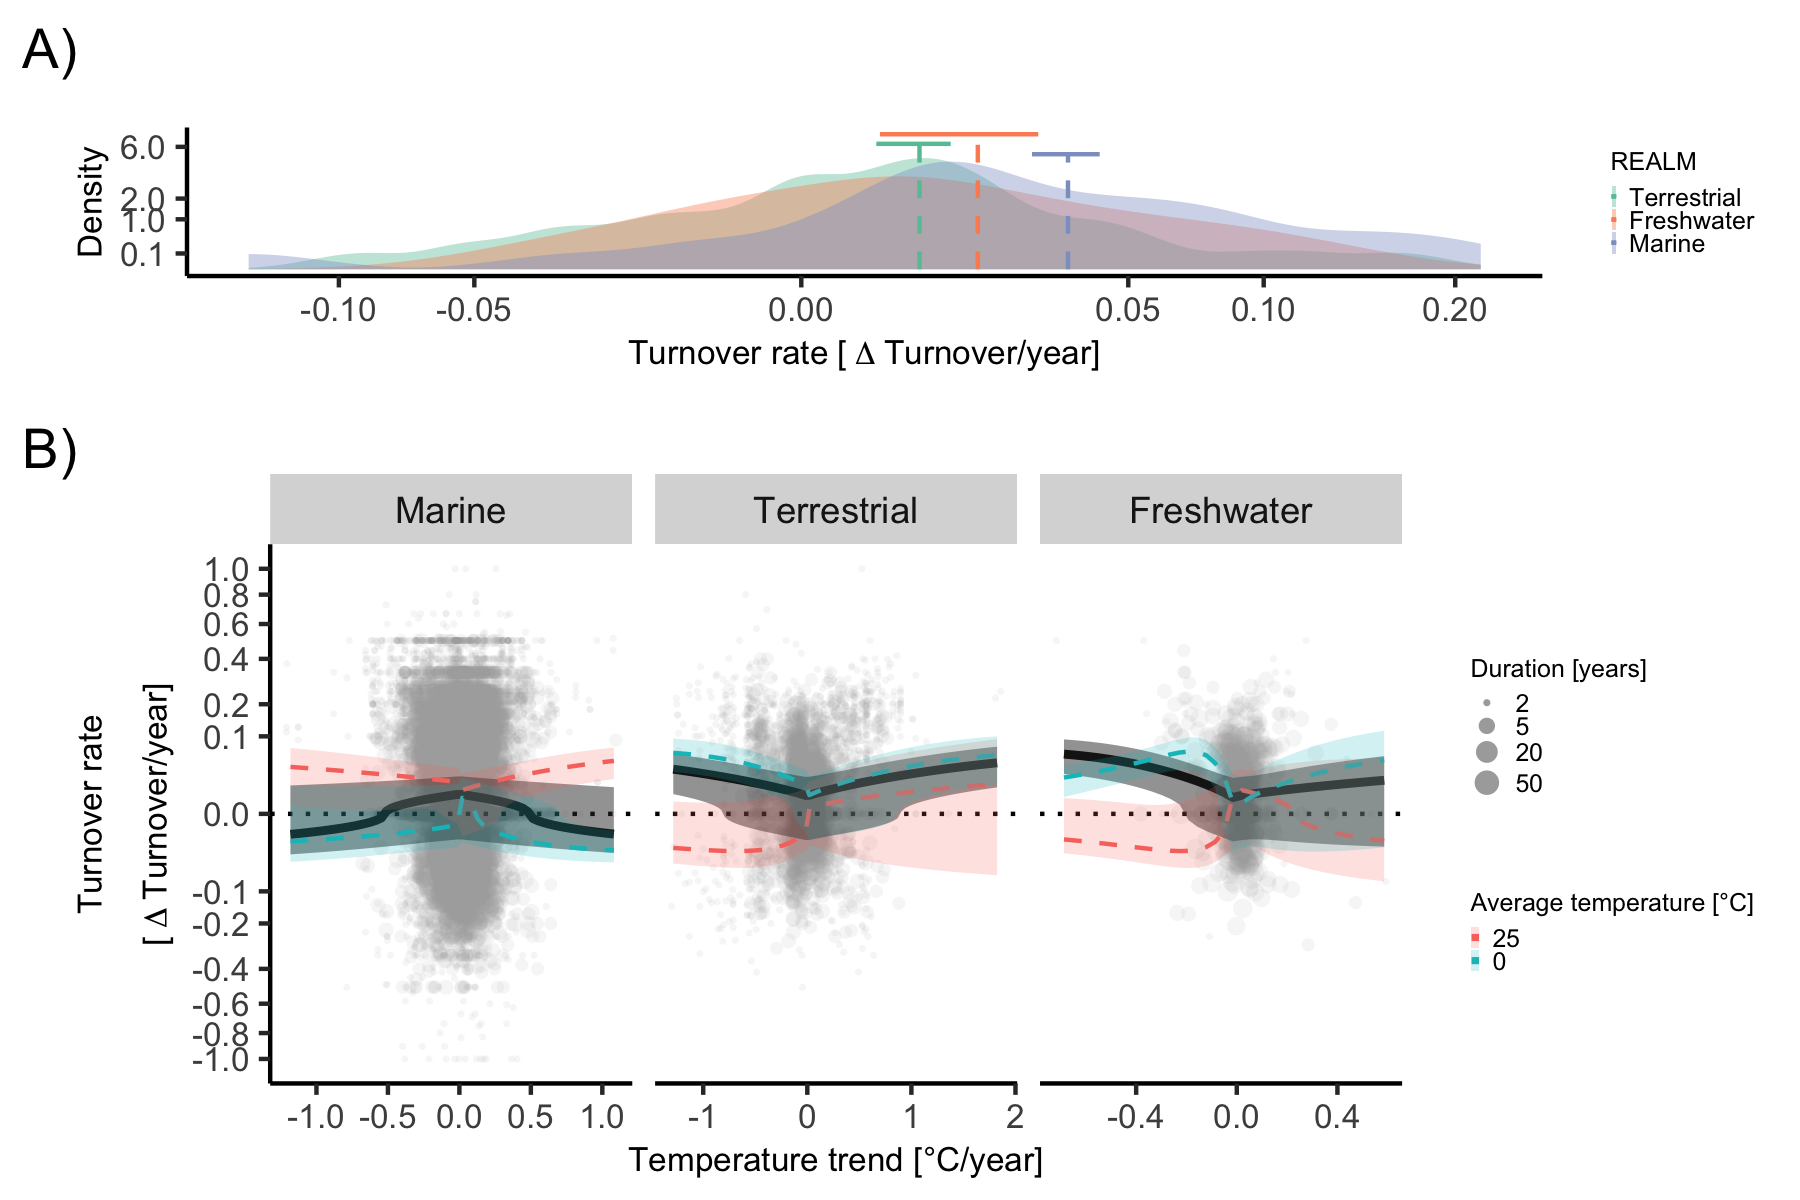 A)
Density
6.0
2.0
1.0
0.1
-0.10 -0.05 0.00 0.05 0.10 0.20
Turnover rate [ Δ Turnover/year]
REALM
Terrestrial
Freshwater
Marine
B)
Marine Terrestrial Freshwater
Turnover rate
[ Δ Turnover/year]
1.0
0.8
0.6
0.4
0.2
0.1
0.0
-0.1
-0.2
-0.4
-0.6
-0.8
-1.0
-1.0 -0.5 0.0 0.5 1.0 -1 0 1 2 -0.4 0.0 0.4
Temperature trend [°C/year]
Duration [years]
2
5
20
50
Average temperature [°C]
25
0